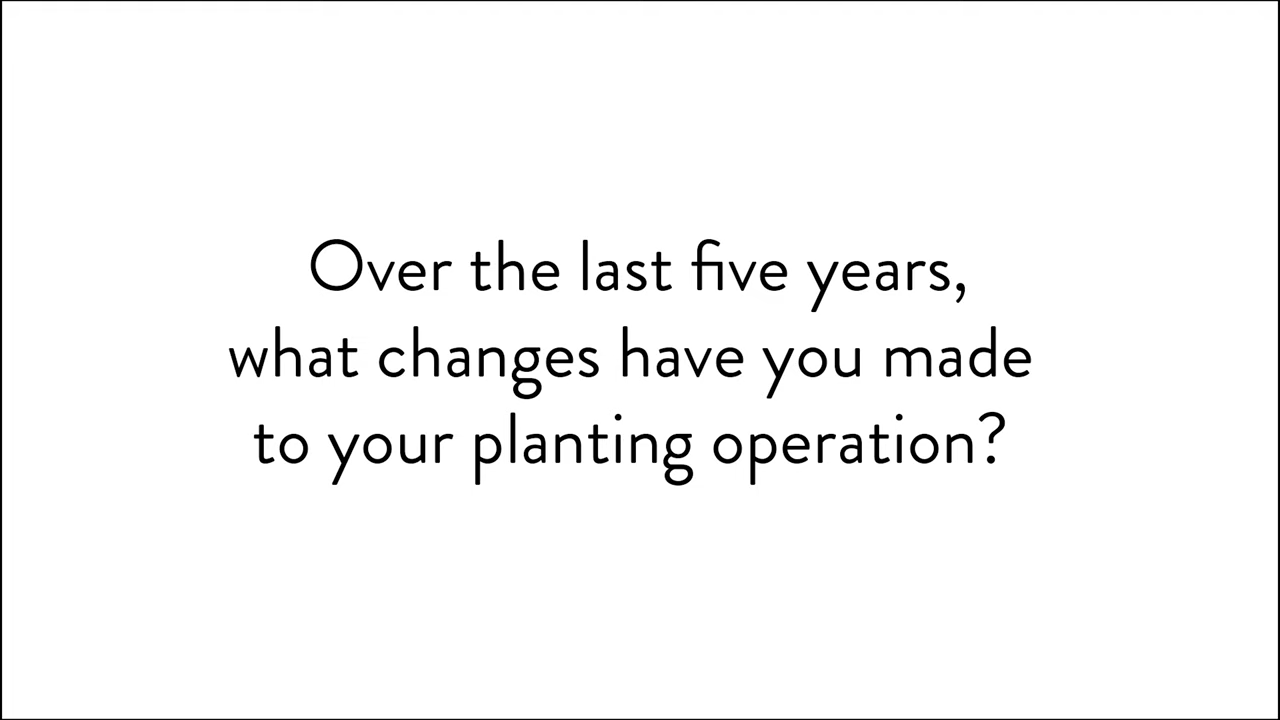 Over the last five years,
what changes have you made
to your planting operation?